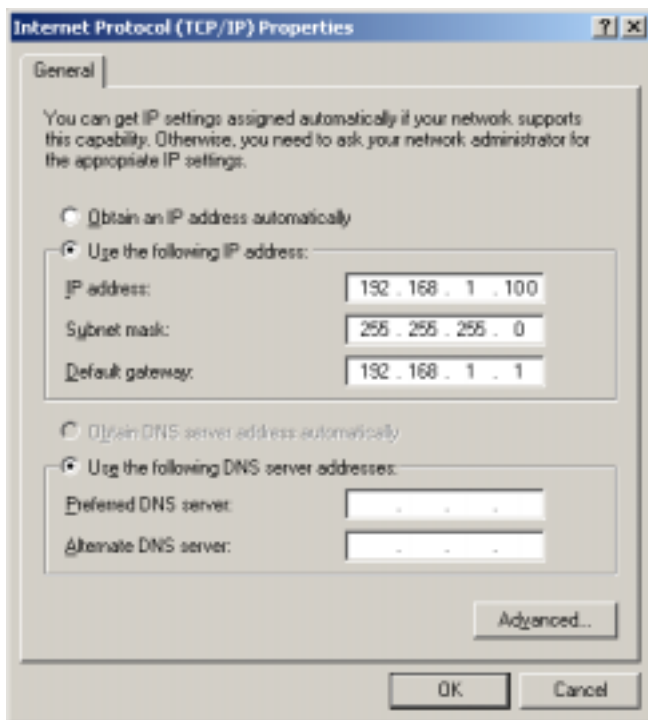 Internet Protocol (TCP/IP) Properties
General
You can get IP settings assigned automatically if your network supports
this capability. Otherwise, you need to ask your network administrator for
the appropriate IP settings.
Obtain an IP address automatically
Use the following IP address:
IP address: 192 . 168 . 1 . 100
Subnet mask: 255 . 255 . 255 . 0
Default gateway: 192 . 168 . 1 . 1
Obtain DNS server address automatically
Use the following DNS server addresses:
Preferred DNS server: . . .
Alternate DNS server: . . .
Advanced...
OK Cancel